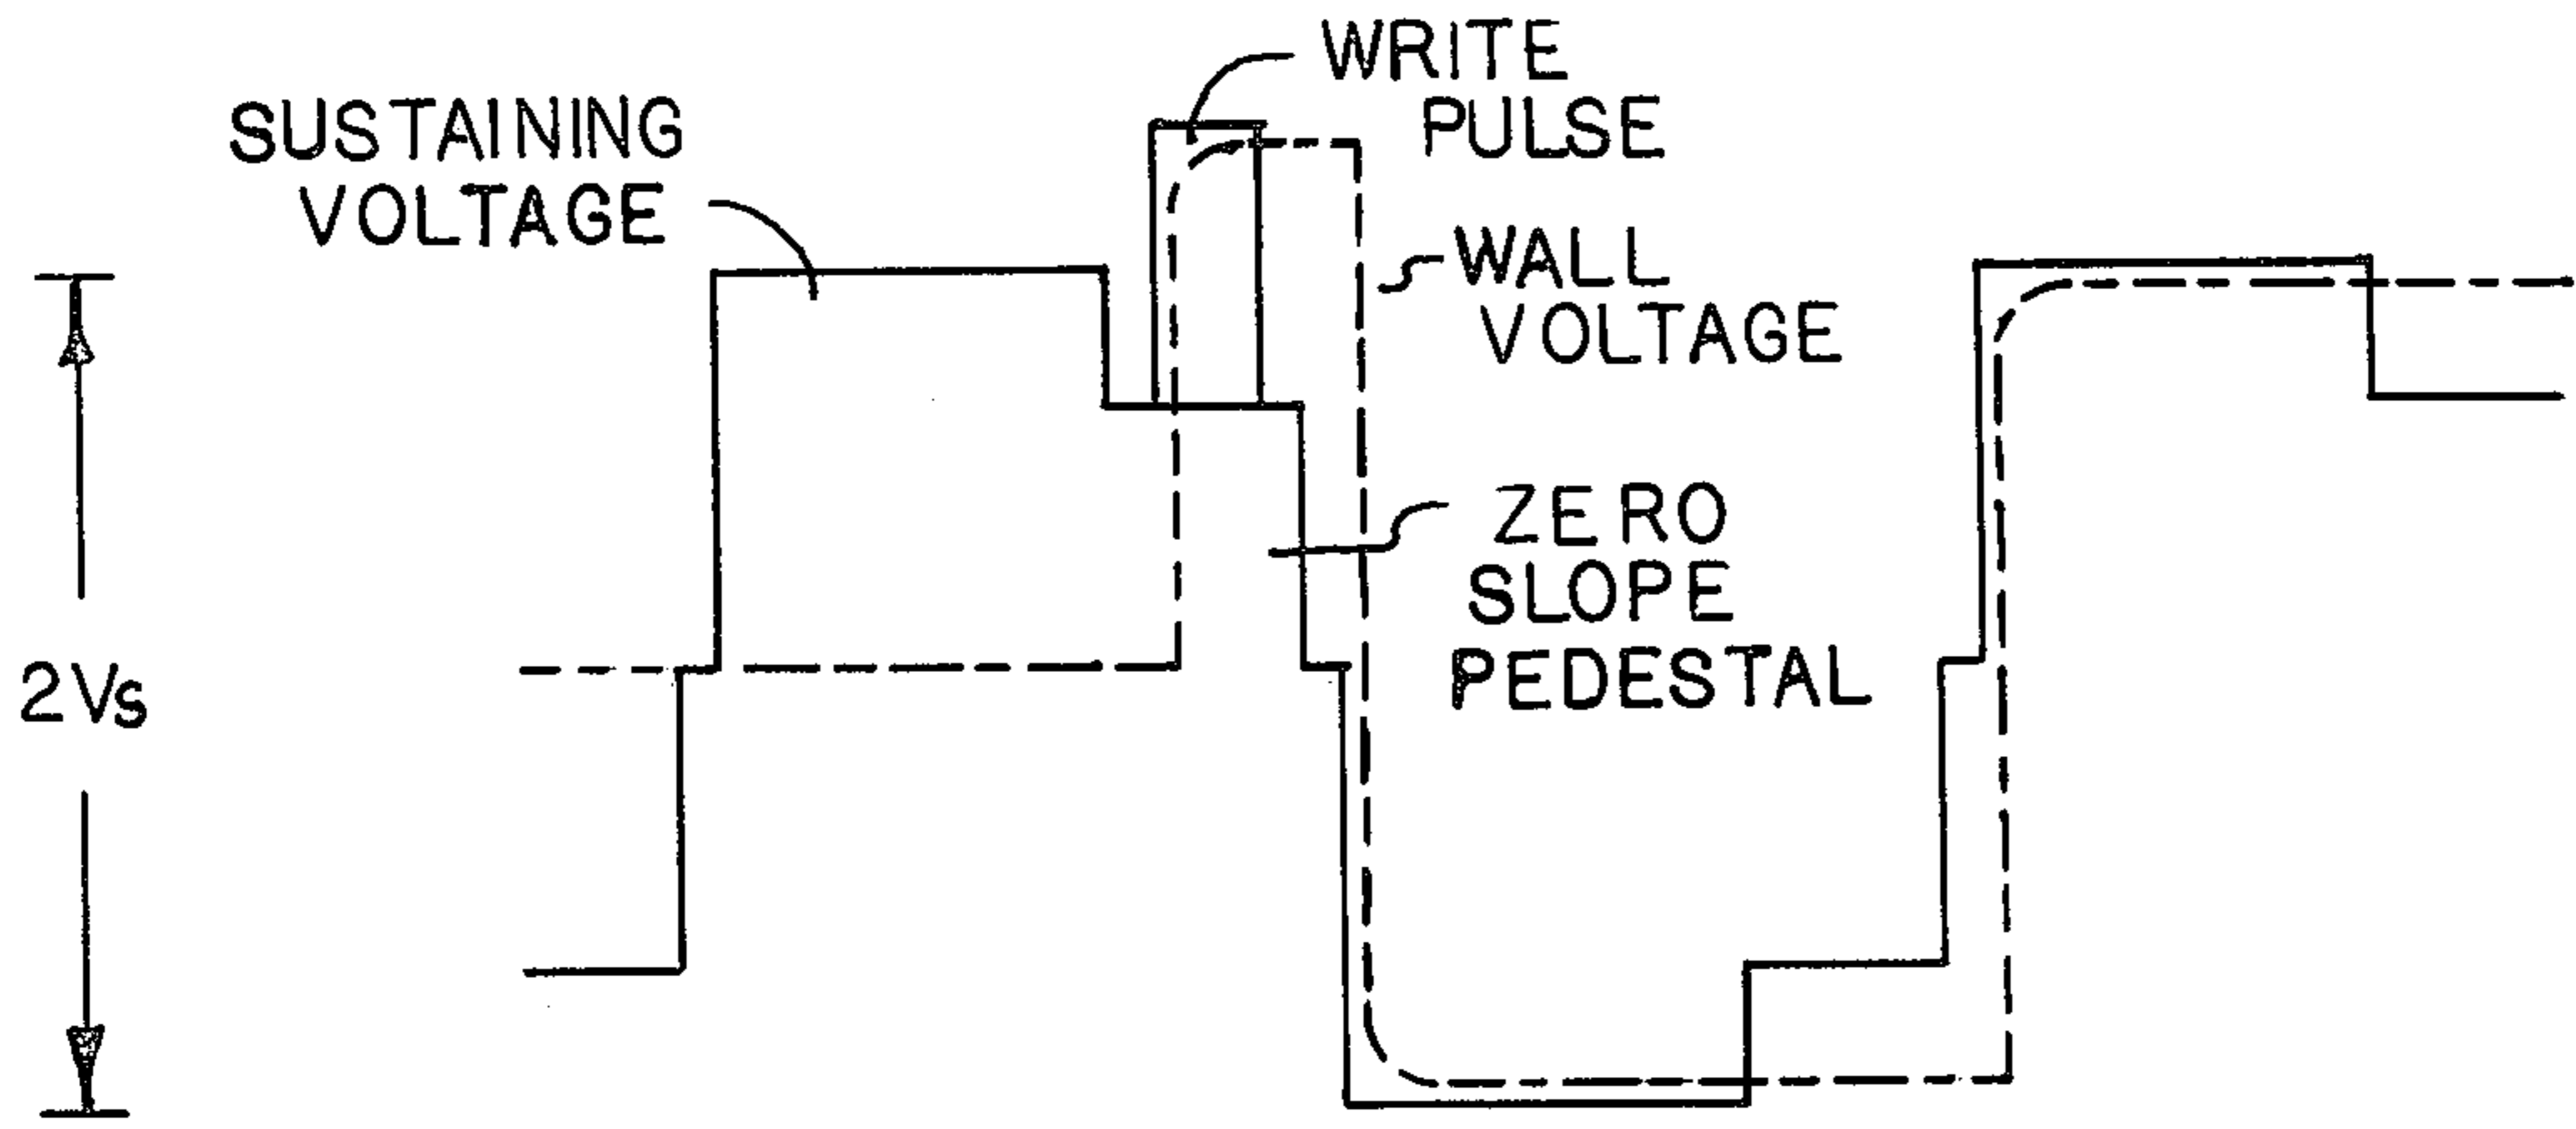 WRITE
PULSE
SUSTAINING
VOLTAGE
WALL
VOLTAGE
ZERO
SLOPE
PEDESTAL
2Vs